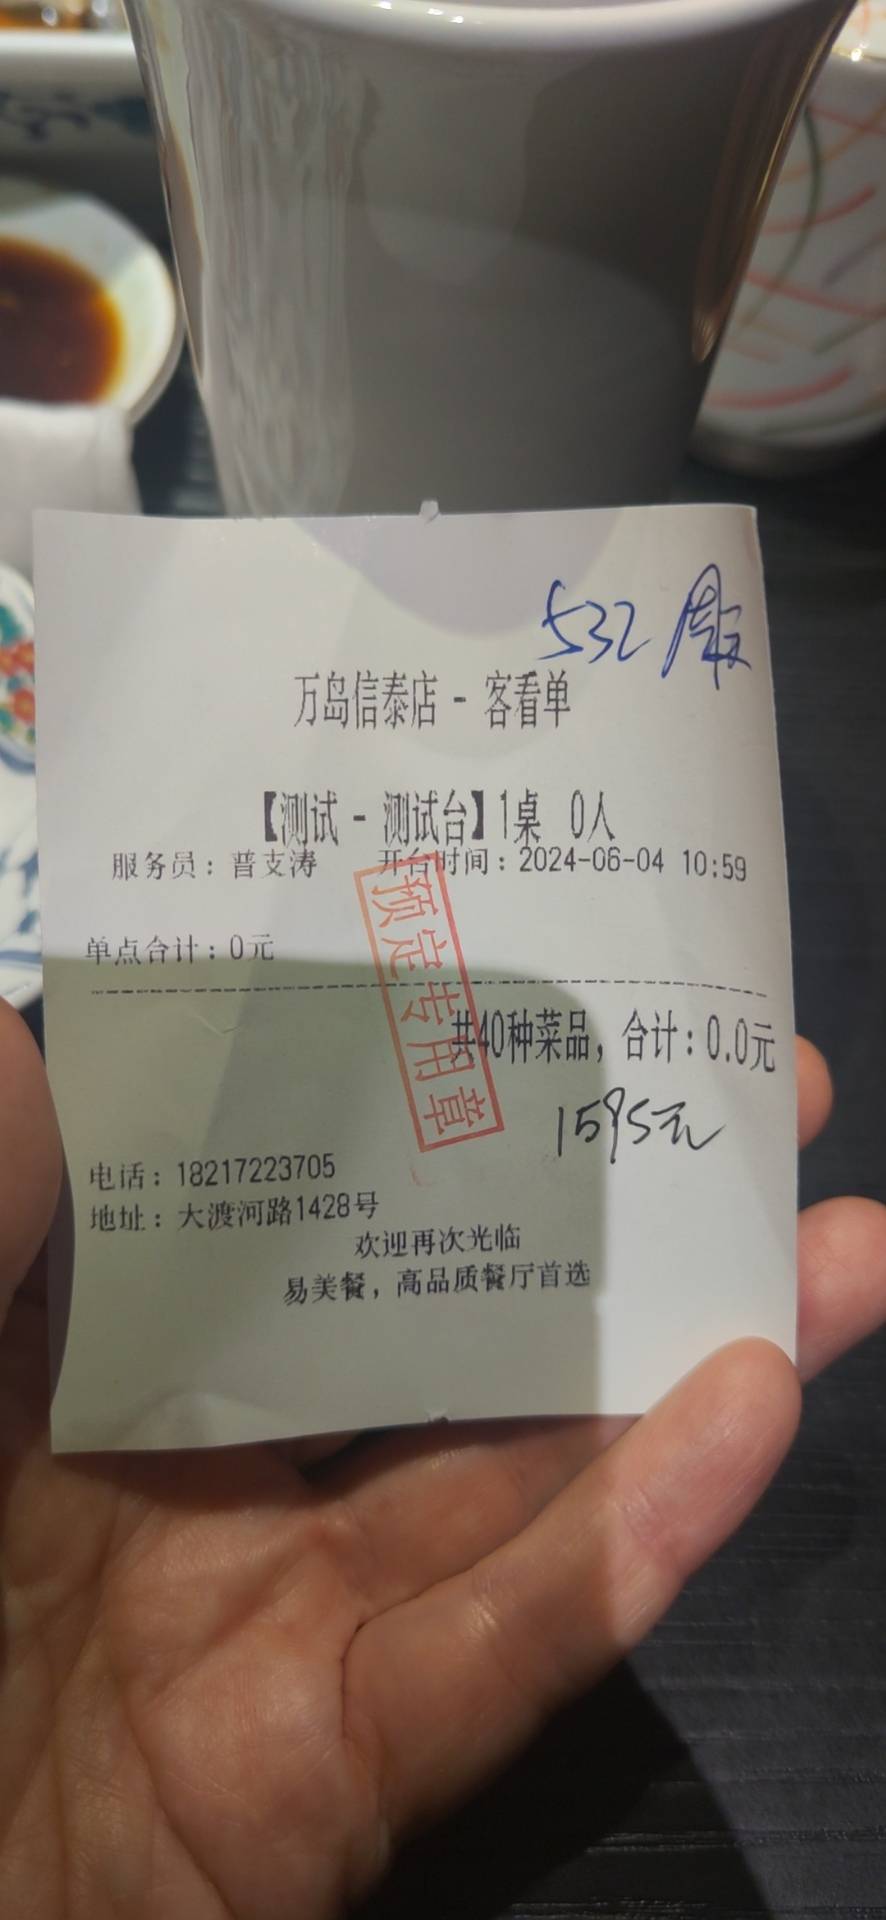 532
万岛信泰店 - 客看单
【测试 - 测试台】1桌 0人
服务员：普支涛 开台时间：2024-06-04 10:59
单点合计：0元
预定专用章
共40种菜品，合计：0.0元
1595元
电话：18217223705
地址：大渡河路1428号
欢迎再次光临
易美餐，高品质餐厅首选